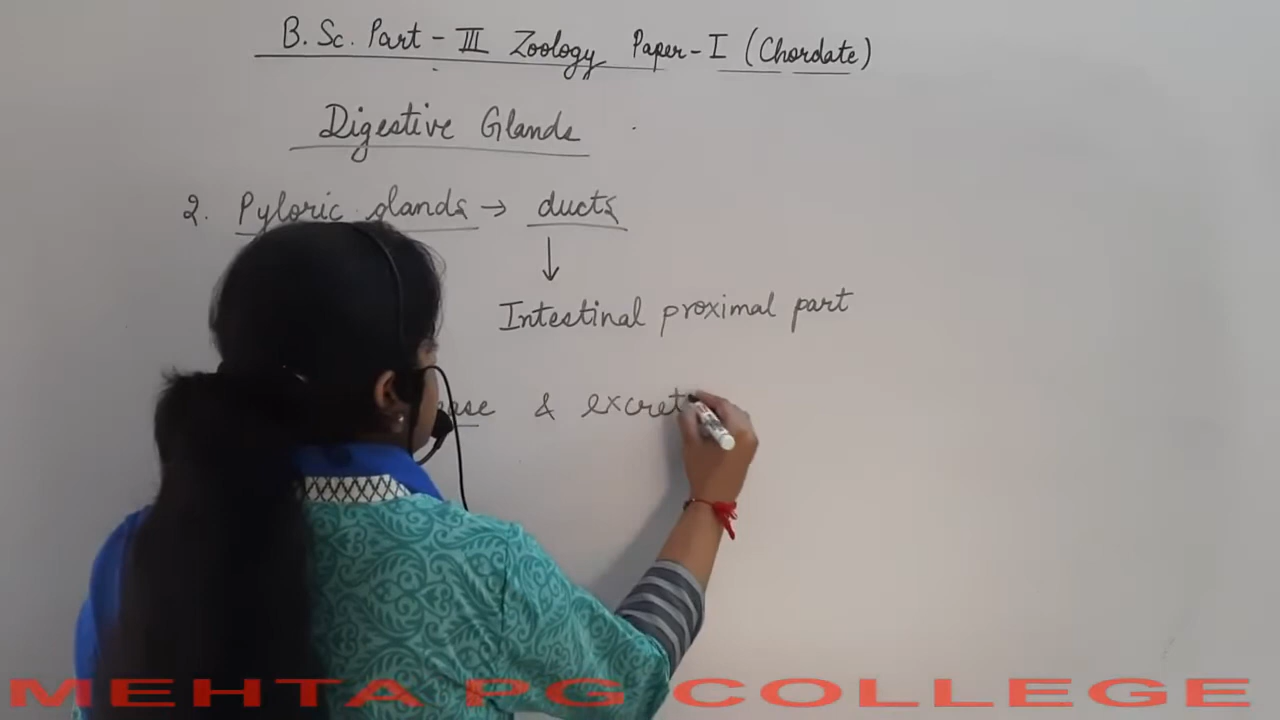 B. Sc. Part - III Zoology Paper - I (Chordate)
Digestive Glands
2. Pyloric glands → ducts
↓
Intestinal proximal part
& excret
MEHTA PG COLLEGE